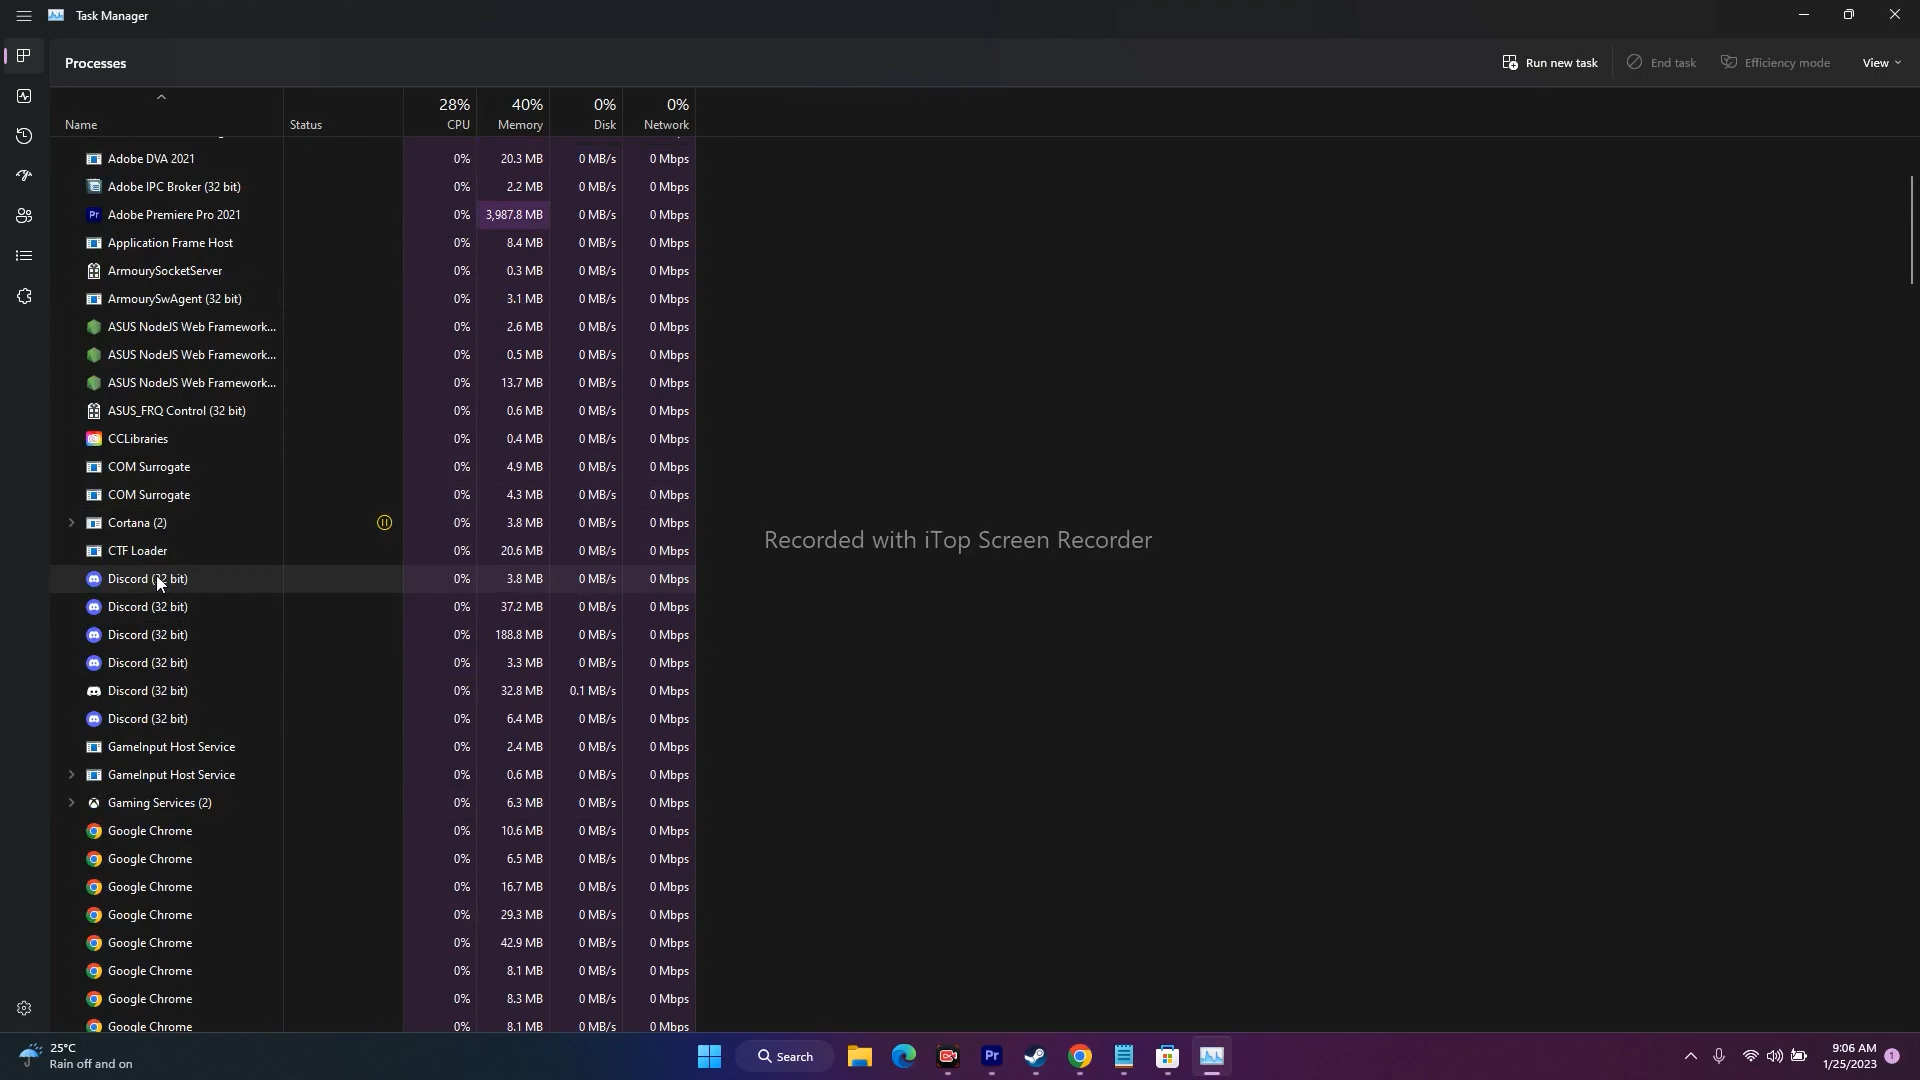 Task Manager
Processes
Run new task
End task
Efficiency mode
View
28% 40% 0% 0%
Name Status CPU Memory Disk Network
Adobe DVA 2021 0% 20.3 MB 0 MB/s 0 Mbps
Adobe IPC Broker (32 bit) 0% 2.2 MB 0 MB/s 0 Mbps
Pr Adobe Premiere Pro 2021 0% 3,987.8 MB 0 MB/s 0 Mbps
Application Frame Host 0% 8.4 MB 0 MB/s 0 Mbps
ArmourySocketServer 0% 0.3 MB 0 MB/s 0 Mbps
ArmourySwAgent (32 bit) 0% 3.1 MB 0 MB/s 0 Mbps
ASUS NodeJS Web Framework... 0% 2.6 MB 0 MB/s 0 Mbps
ASUS NodeJS Web Framework... 0% 0.5 MB 0 MB/s 0 Mbps
ASUS NodeJS Web Framework... 0% 13.7 MB 0 MB/s 0 Mbps
ASUS_FRQ Control (32 bit) 0% 0.6 MB 0 MB/s 0 Mbps
CCLibraries 0% 0.4 MB 0 MB/s 0 Mbps
COM Surrogate 0% 4.9 MB 0 MB/s 0 Mbps
COM Surrogate 0% 4.3 MB 0 MB/s 0 Mbps
Cortana (2) 0% 3.8 MB 0 MB/s 0 Mbps
CTF Loader 0% 20.6 MB 0 MB/s 0 Mbps
Discord (32 bit) 0% 3.8 MB 0 MB/s 0 Mbps
Discord (32 bit) 0% 37.2 MB 0 MB/s 0 Mbps
Discord (32 bit) 0% 188.8 MB 0 MB/s 0 Mbps
Discord (32 bit) 0% 3.3 MB 0 MB/s 0 Mbps
Discord (32 bit) 0% 32.8 MB 0.1 MB/s 0 Mbps
Discord (32 bit) 0% 6.4 MB 0 MB/s 0 Mbps
GameInput Host Service 0% 2.4 MB 0 MB/s 0 Mbps
GameInput Host Service 0% 0.6 MB 0 MB/s 0 Mbps
Gaming Services (2) 0% 6.3 MB 0 MB/s 0 Mbps
Google Chrome 0% 10.6 MB 0 MB/s 0 Mbps
Google Chrome 0% 6.5 MB 0 MB/s 0 Mbps
Google Chrome 0% 16.7 MB 0 MB/s 0 Mbps
Google Chrome 0% 29.3 MB 0 MB/s 0 Mbps
Google Chrome 0% 42.9 MB 0 MB/s 0 Mbps
Google Chrome 0% 8.1 MB 0 MB/s 0 Mbps
Google Chrome 0% 8.3 MB 0 MB/s 0 Mbps
Google Chrome 0% 8.1 MB 0 MB/s 0 Mbps
Recorded with iTop Screen Recorder
25°C
Rain off and on
Search
Pr
9:06 AM
1/25/2023
1